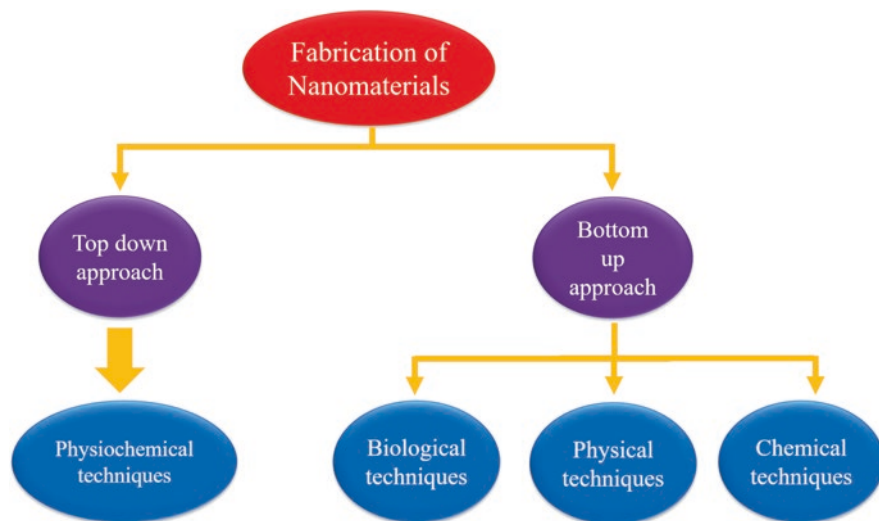 Fabrication of
Nanomaterials
Top down
approach
Bottom
up
approach
Physiochemical
techniques
Biological
techniques
Physical
techniques
Chemical
techniques